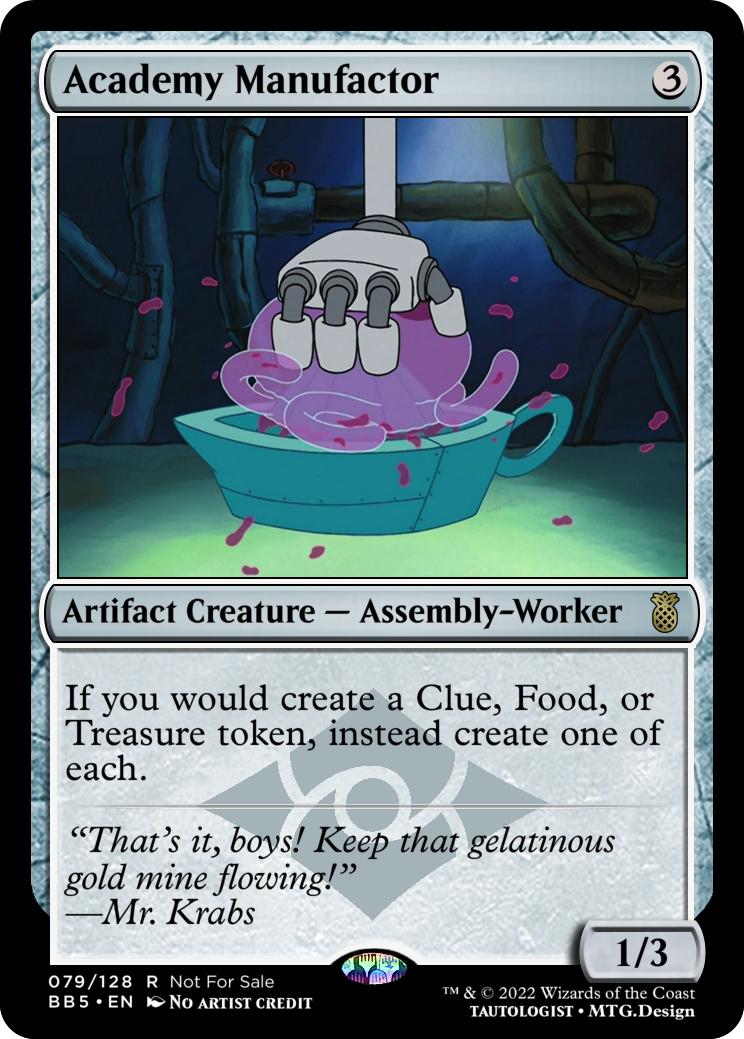 Academy Manufactor 3
Artifact Creature — Assembly-Worker
If you would create a Clue, Food, or
Treasure token, instead create one of
each.
“That’s it, boys! Keep that gelatinous
gold mine flowing!”
—Mr. Krabs
1/3
079/128 R Not For Sale
BB5 • EN No artist credit
™ & © 2022 Wizards of the Coast
TAUTOLOGIST • MTG.Design